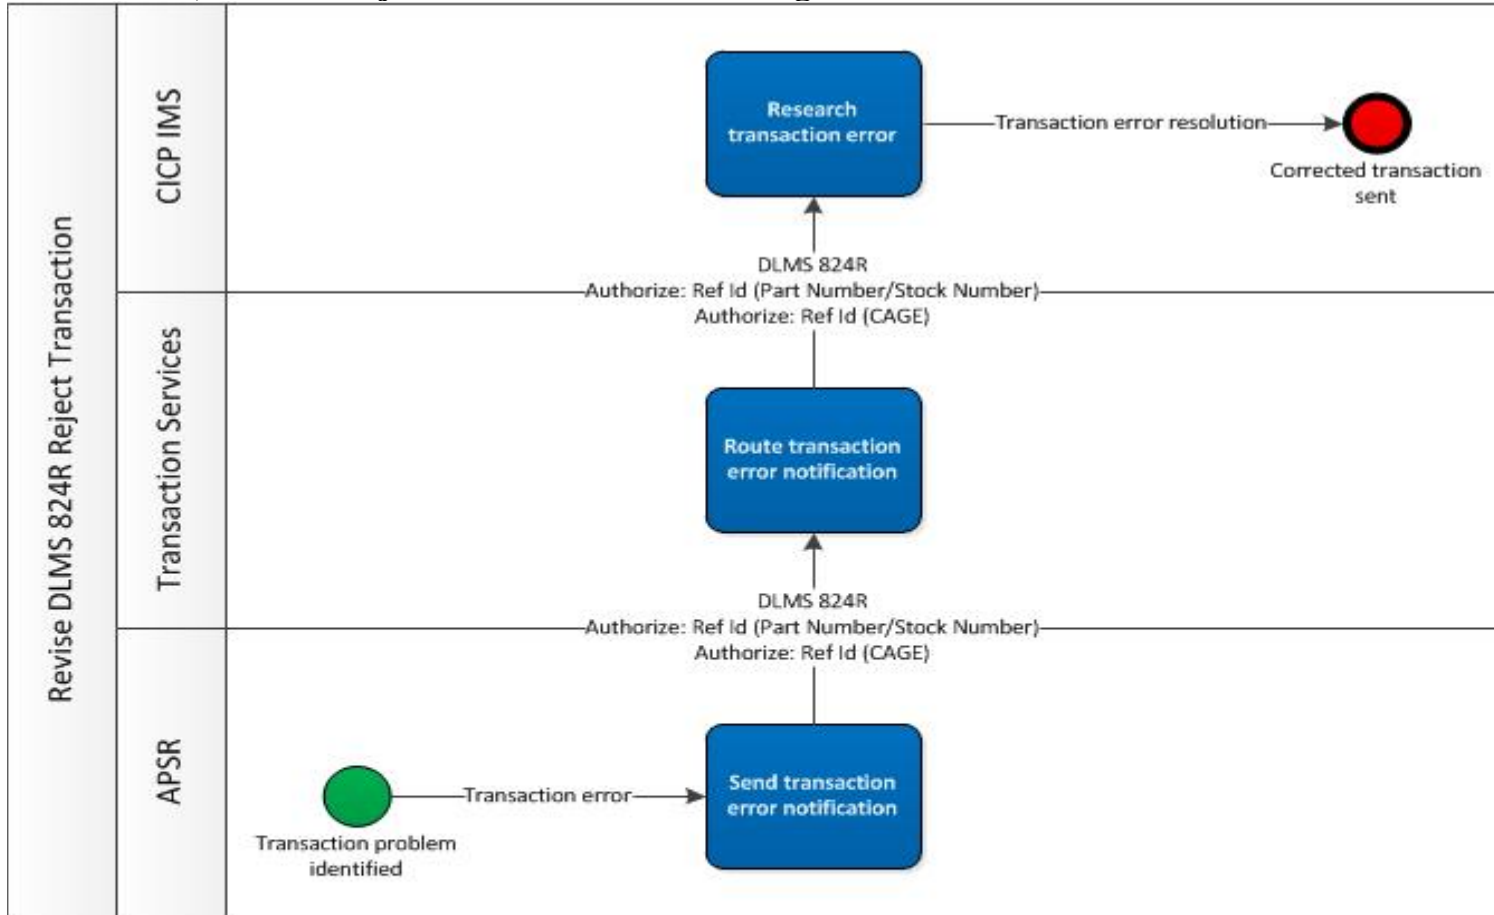 Revise DLMS 824R Reject Transaction
CICP IMS
Research
transaction error
Transaction error resolution
Corrected transaction
sent
DLMS 824R
Authorize: Ref Id (Part Number/Stock Number)
Authorize: Ref Id (CAGE)
Transaction Services
Route transaction
error notification
DLMS 824R
Authorize: Ref Id (Part Number/Stock Number)
Authorize: Ref Id (CAGE)
APSR
Transaction problem
identified
Transaction error
Send transaction
error notification